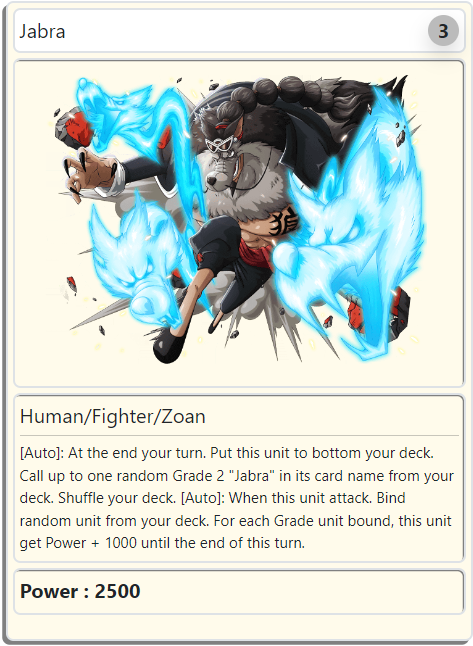 Jabra
3
Human/Fighter/Zoan
[Auto]: At the end your turn. Put this unit to bottom your deck.
Call up to one random Grade 2 "Jabra" in its card name from your
deck. Shuffle your deck. [Auto]: When this unit attack. Bind
random unit from your deck. For each Grade unit bound, this unit
get Power + 1000 until the end of this turn.
Power : 2500